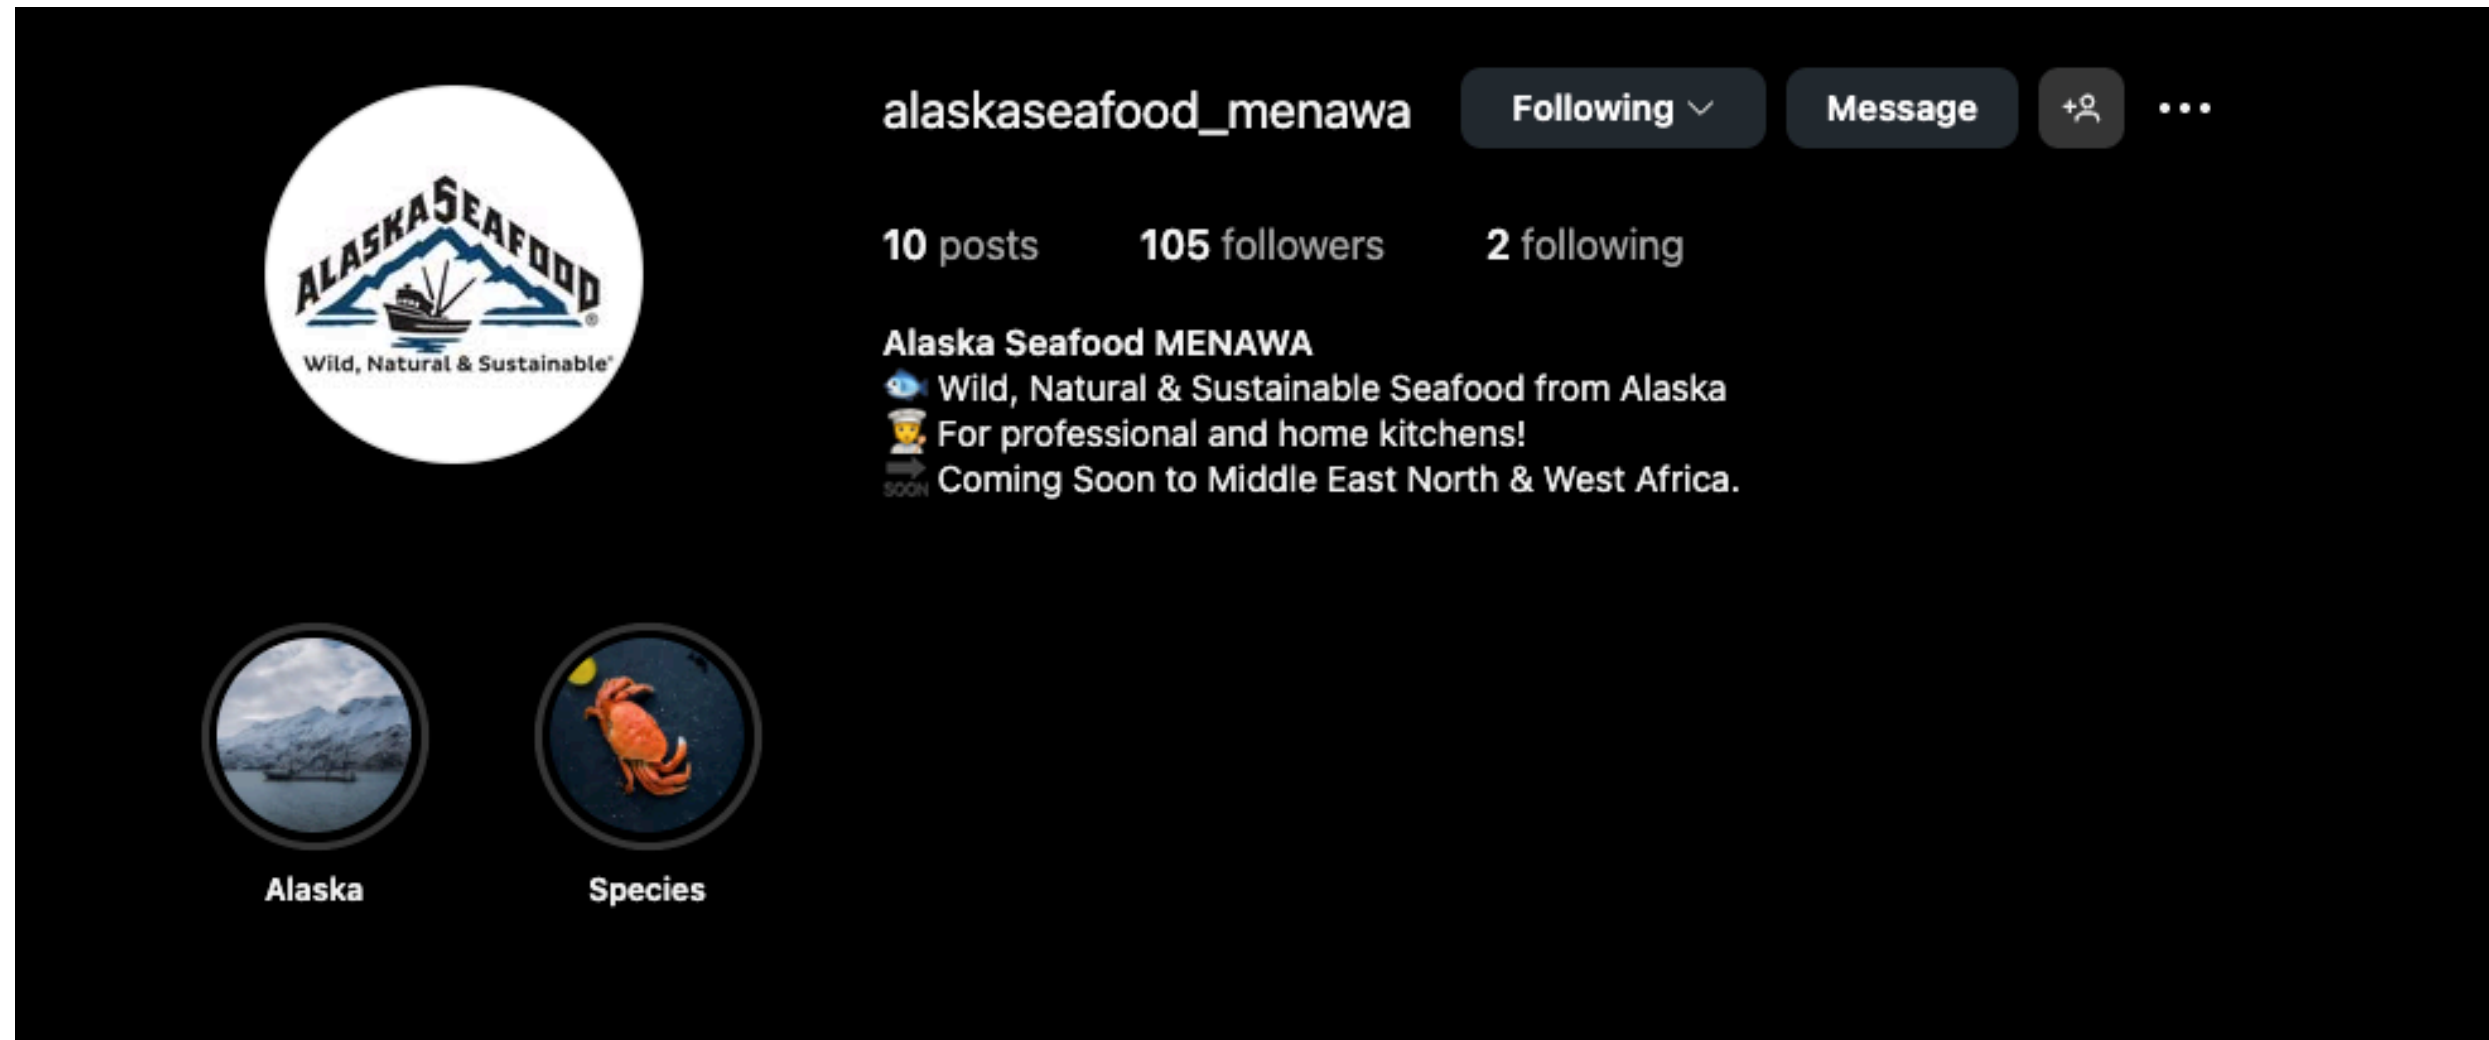 alaskaseafood_menawa Following Message
ALASKA SEAFOOD
®
Wild, Natural & Sustainable®
10 posts 105 followers 2 following
Alaska Seafood MENAWA
🐟 Wild, Natural & Sustainable Seafood from Alaska
🧑‍🍳 For professional and home kitchens!
🔜 Coming Soon to Middle East North & West Africa.
Alaska Species